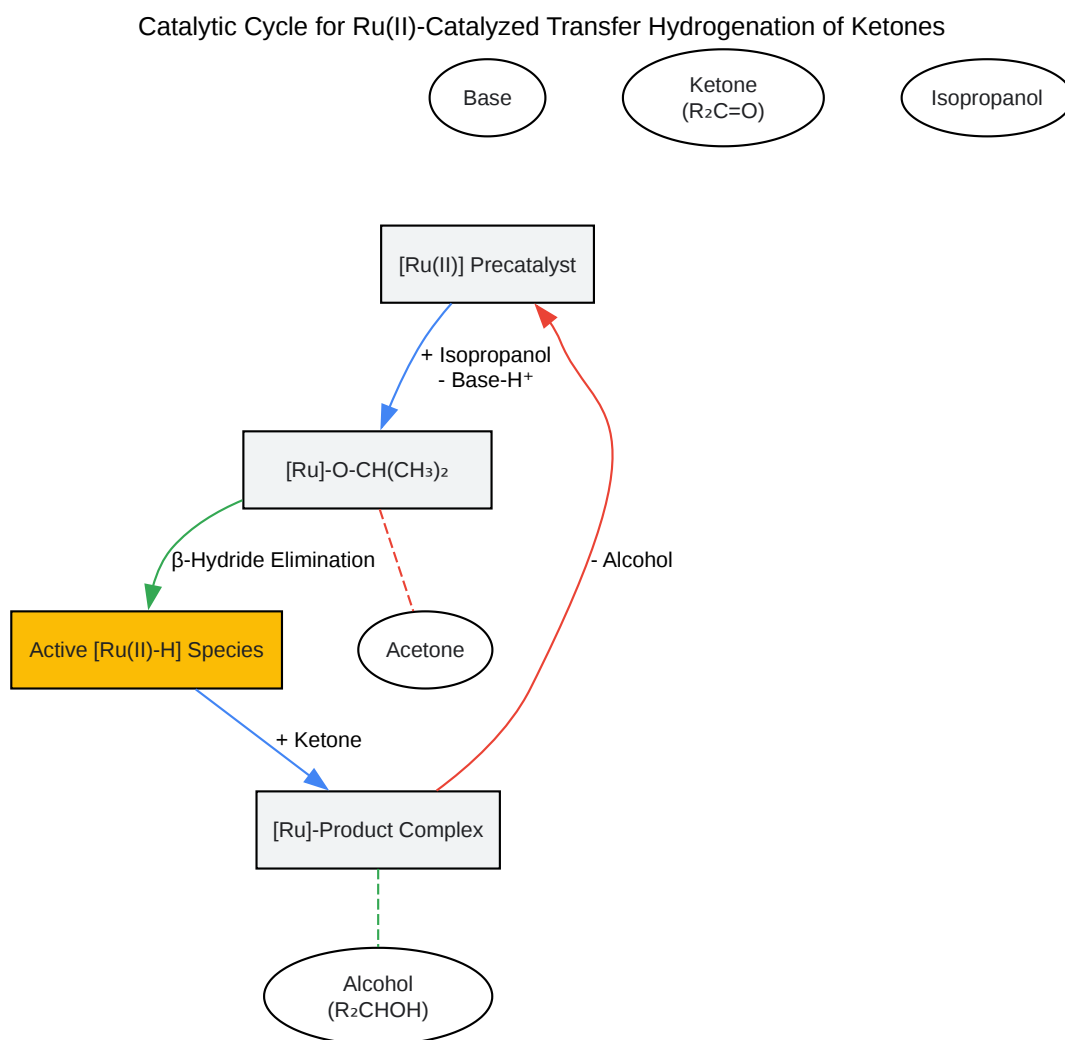 Catalytic Cycle for Ru(II)-Catalyzed Transfer Hydrogenation of Ketones
Base
Ketone
(R₂C=O)
Isopropanol
[Ru(II)] Precatalyst
+ Isopropanol
- Base-H⁺
[Ru]-O-CH(CH₃)₂
β-Hydride Elimination
- Alcohol
Active [Ru(II)-H] Species
Acetone
+ Ketone
[Ru]-Product Complex
Alcohol
(R₂CHOH)